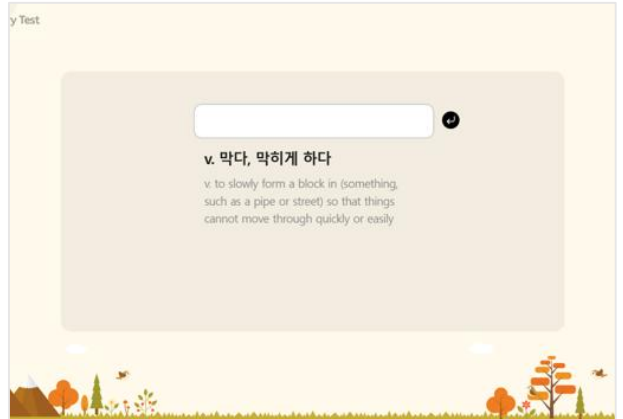 y Test
v. 막다, 막히게 하다
v. to slowly form a block in (something,
such as a pipe or street) so that things
cannot move through quickly or easily